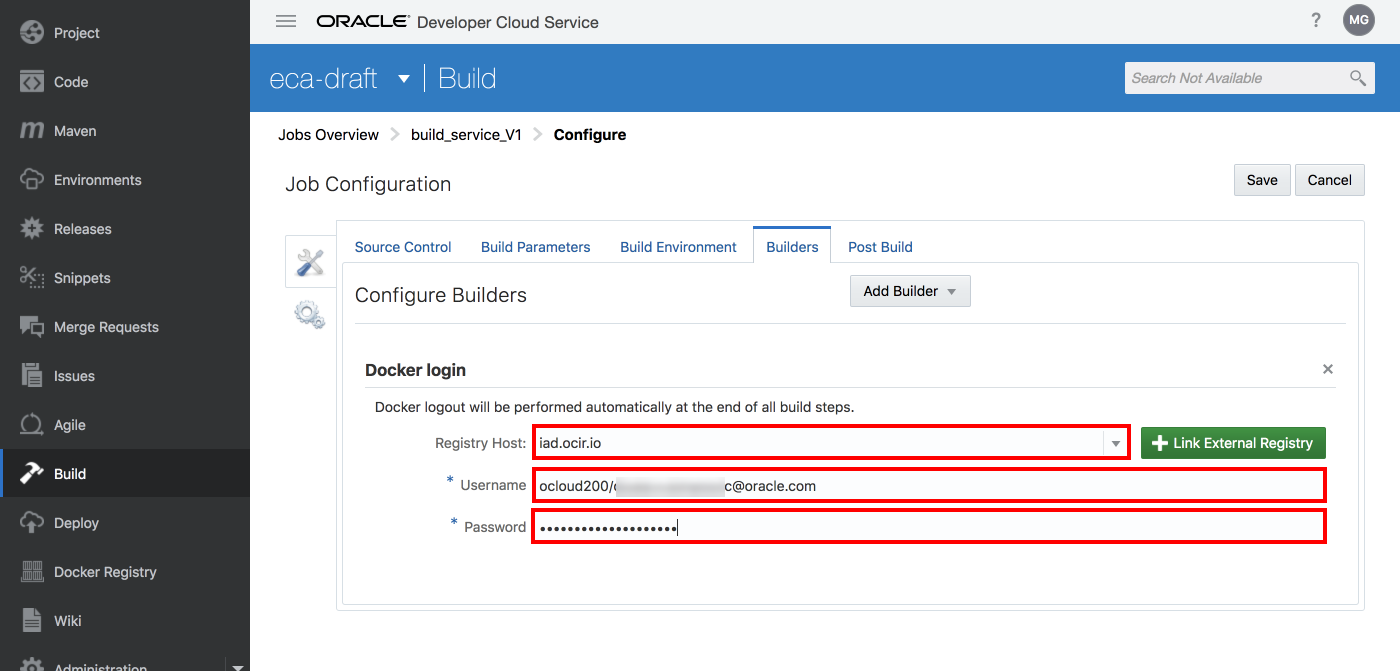 Project
Code
Maven
Environments
Releases
Snippets
Merge Requests
Issues
Agile
Build
Deploy
Docker Registry
Wiki
Administration
ORACLE® Developer Cloud Service
? MG
eca-draft Build
Search Not Available
Jobs Overview build_service_V1 Configure
Job Configuration
Save Cancel
Source Control Build Parameters Build Environment Builders Post Build
Configure Builders
Add Builder
Docker login
Docker logout will be performed automatically at the end of all build steps.
Registry Host: iad.ocir.io
Link External Registry
* Username ocloud200/ c@oracle.com
* Password ••••••••••••••••••••